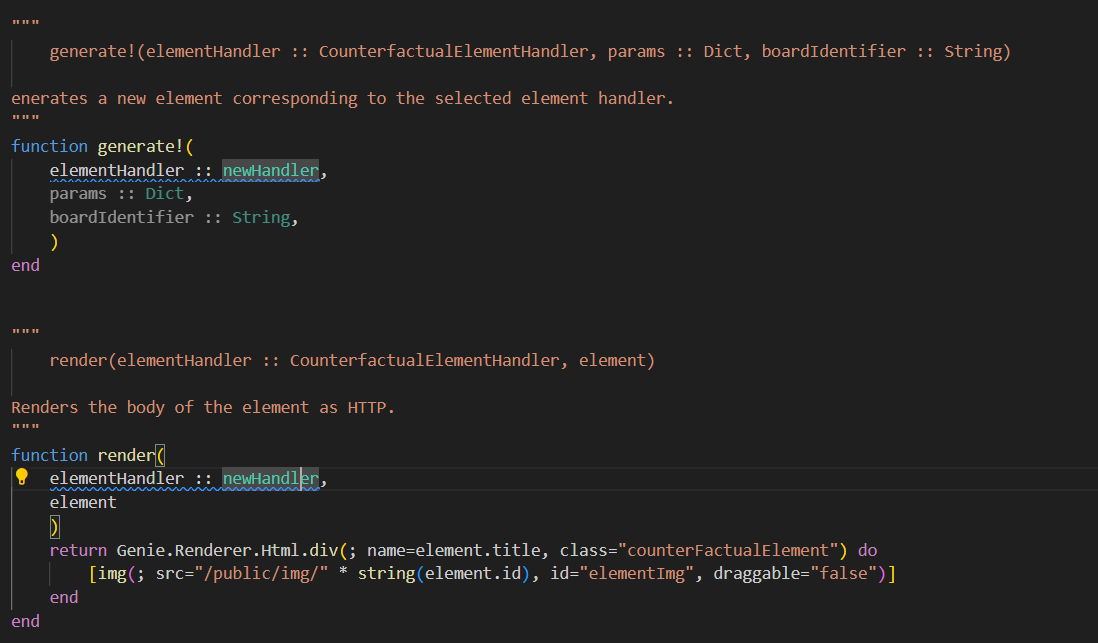 """
    generate!(elementHandler :: CounterfactualElementHandler, params :: Dict, boardIdentifier :: String)
enerates a new element corresponding to the selected element handler.
"""
function generate!(
    elementHandler :: newHandler,
    params :: Dict,
    boardIdentifier :: String,
    )
end
"""
    render(elementHandler :: CounterfactualElementHandler, element)
Renders the body of the element as HTTP.
"""
function render(
    elementHandler :: newHandler,
    element
    )
    return Genie.Renderer.Html.div(; name=element.title, class="counterFactualElement") do
        [img(; src="/public/img/" * string(element.id), id="elementImg", draggable="false")]
    end
end